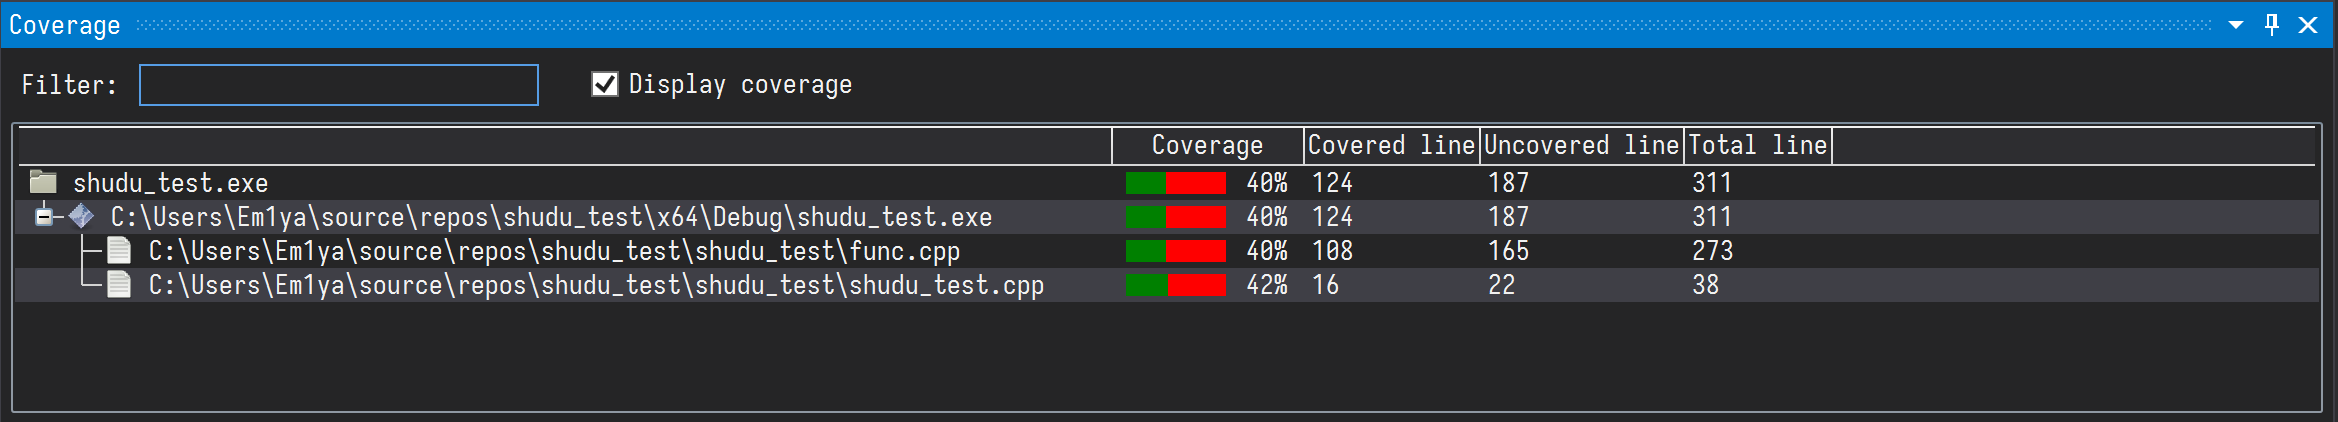 Coverage
Filter: Display coverage
Coverage Covered line Uncovered line Total line
shudu_test.exe 40% 124 187 311
C:\Users\Em1ya\source\repos\shudu_test\x64\Debug\shudu_test.exe 40% 124 187 311
C:\Users\Em1ya\source\repos\shudu_test\shudu_test\func.cpp 40% 108 165 273
C:\Users\Em1ya\source\repos\shudu_test\shudu_test\shudu_test.cpp 42% 16 22 38